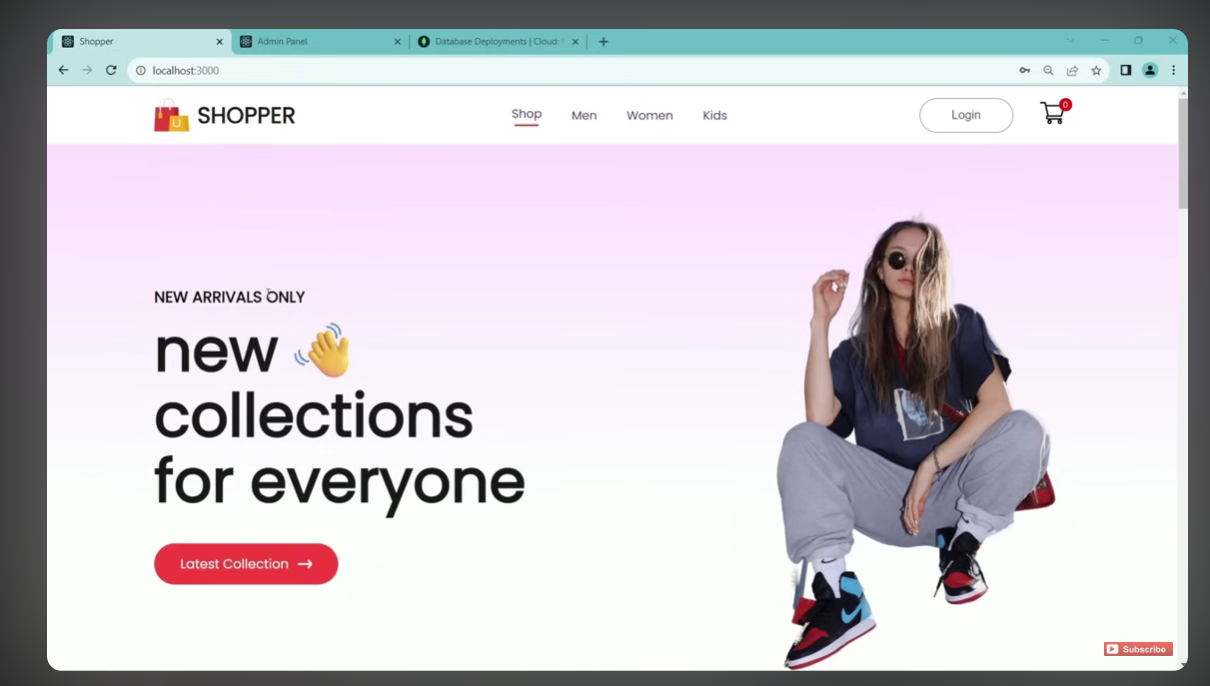 Shopper
Admin Panel
Database Deployments | Cloud:
localhost:3000
SHOPPER
Shop
Men
Women
Kids
Login
0
NEW ARRIVALS ONLY
new
collections
for everyone
Latest Collection
Subscribe